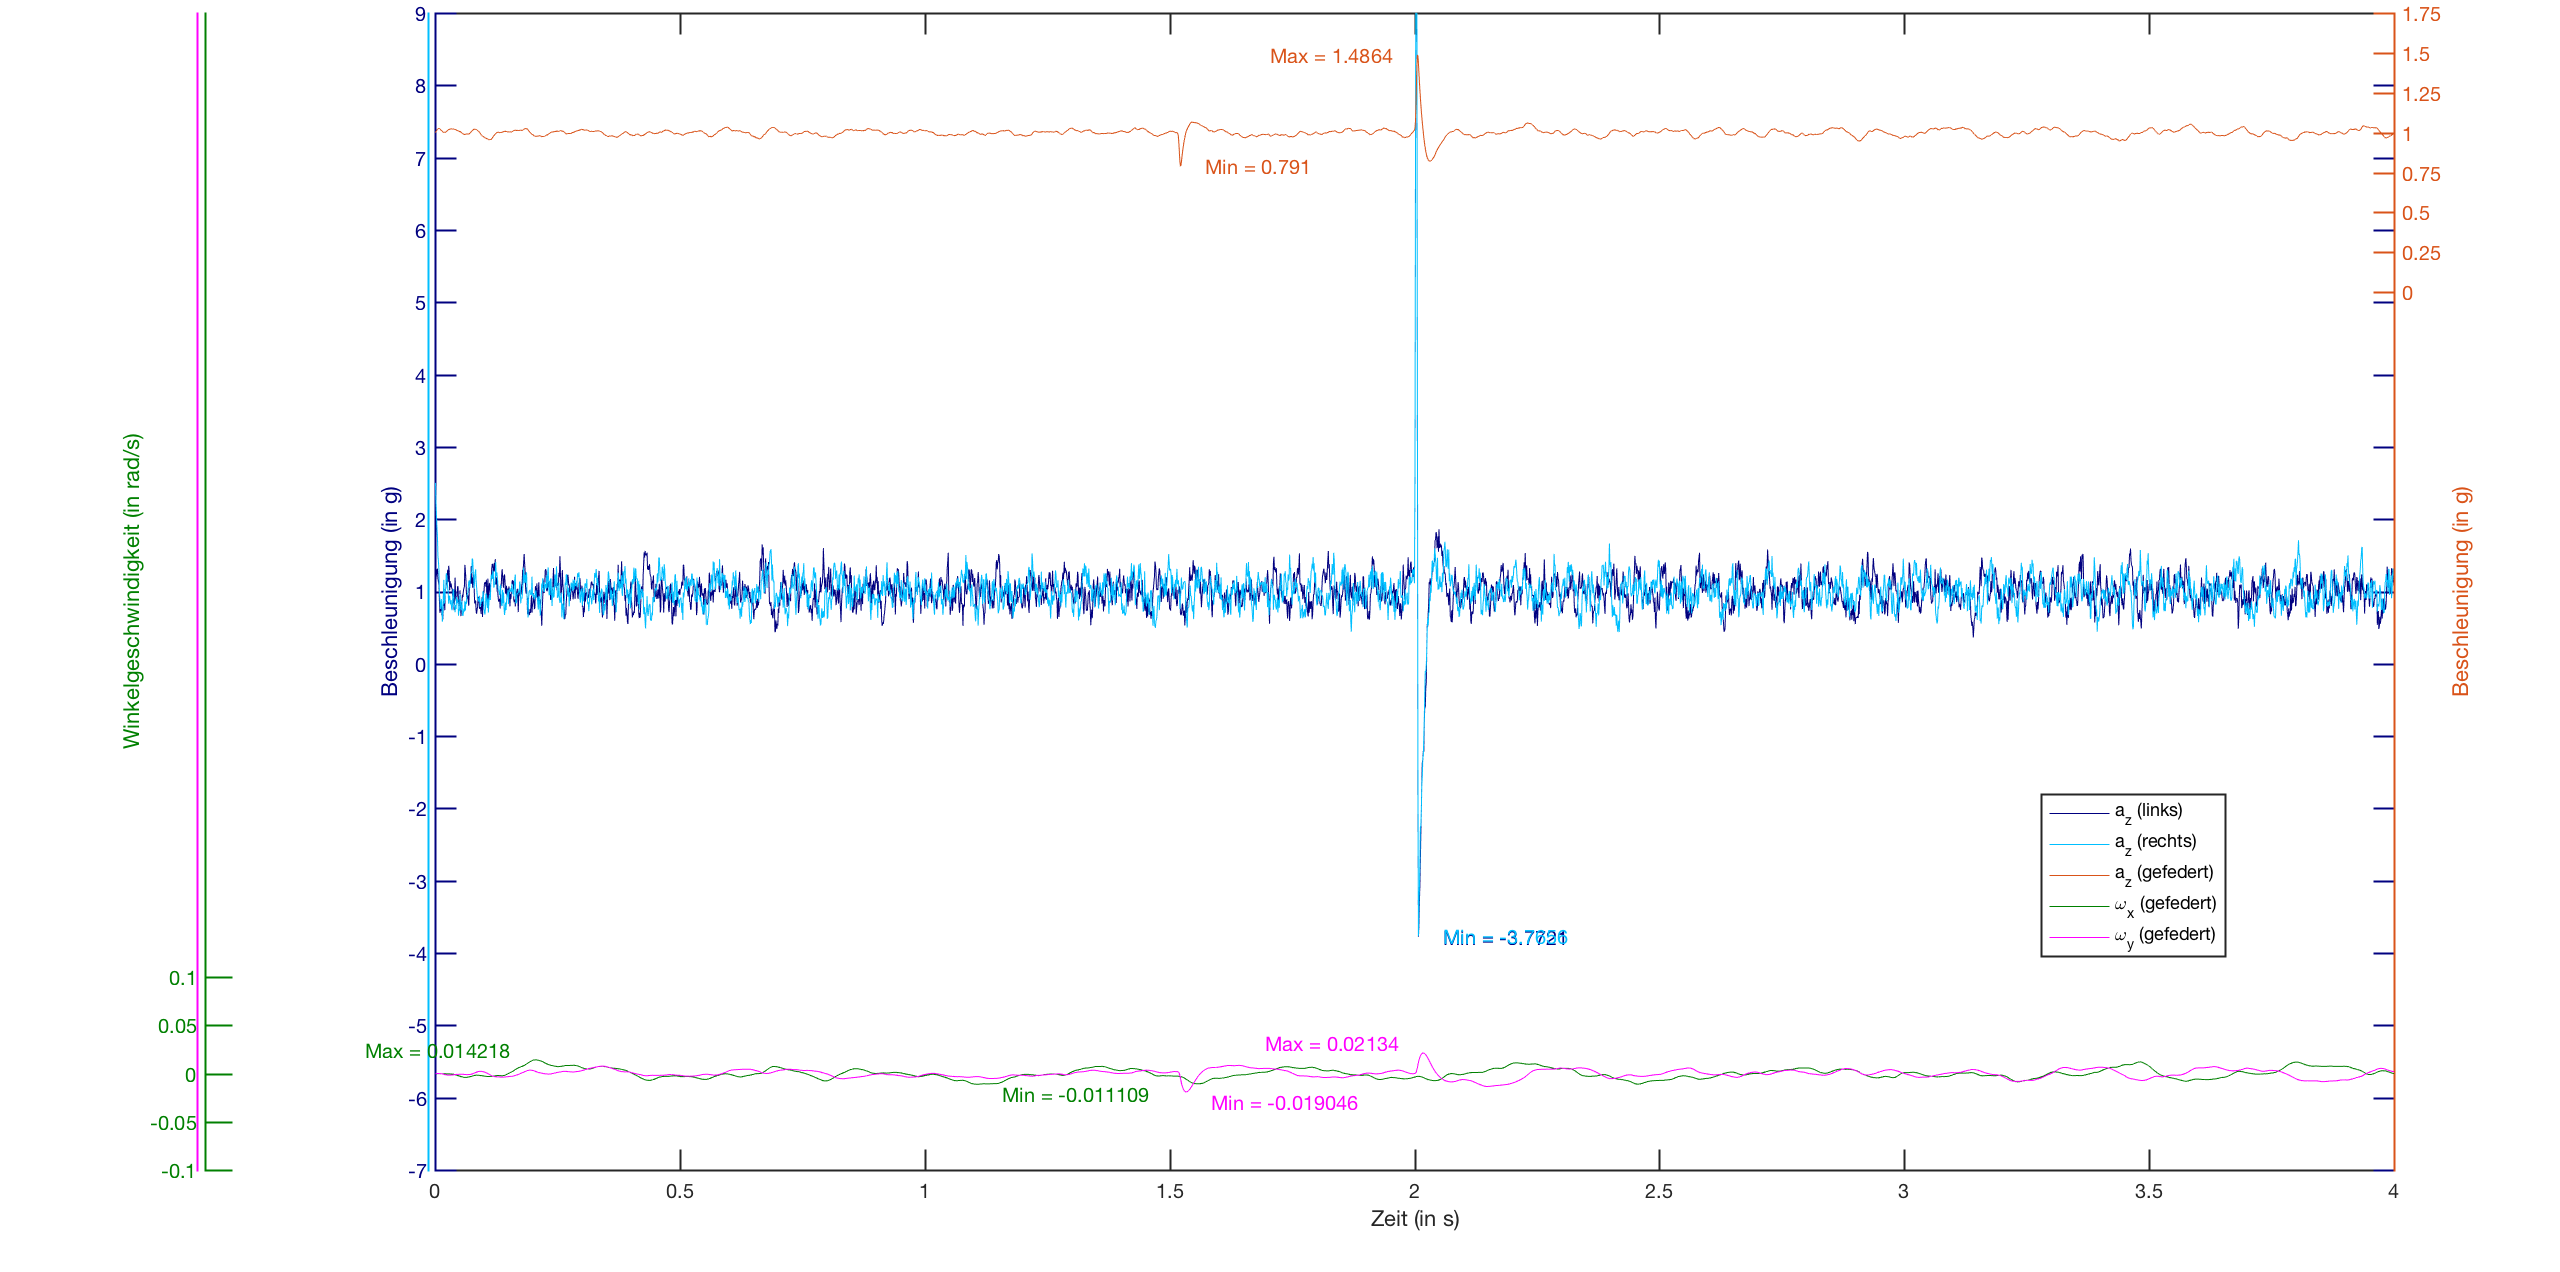 9
8
7
6
5
4
3
2
1
0
-1
-2
-3
-4
-5
-6
-7
1.75
1.5
1.25
1
0.75
0.5
0.25
0
0.1
0.05
0
-0.05
-0.1
Winkelgeschwindigkeit (in rad/s)
Beschleunigung (in g)
Beschleunigung (in g)
Max = 1.4864
Min = 0.791
Max = 0.014218
Min = -0.011109
Max = 0.02134
Min = -0.019046
a_z (links)
a_z (rechts)
a_z (gefedert)
ω_x (gefedert)
ω_y (gefedert)
0 0.5 1 1.5 2 2.5 3 3.5 4
Zeit (in s)